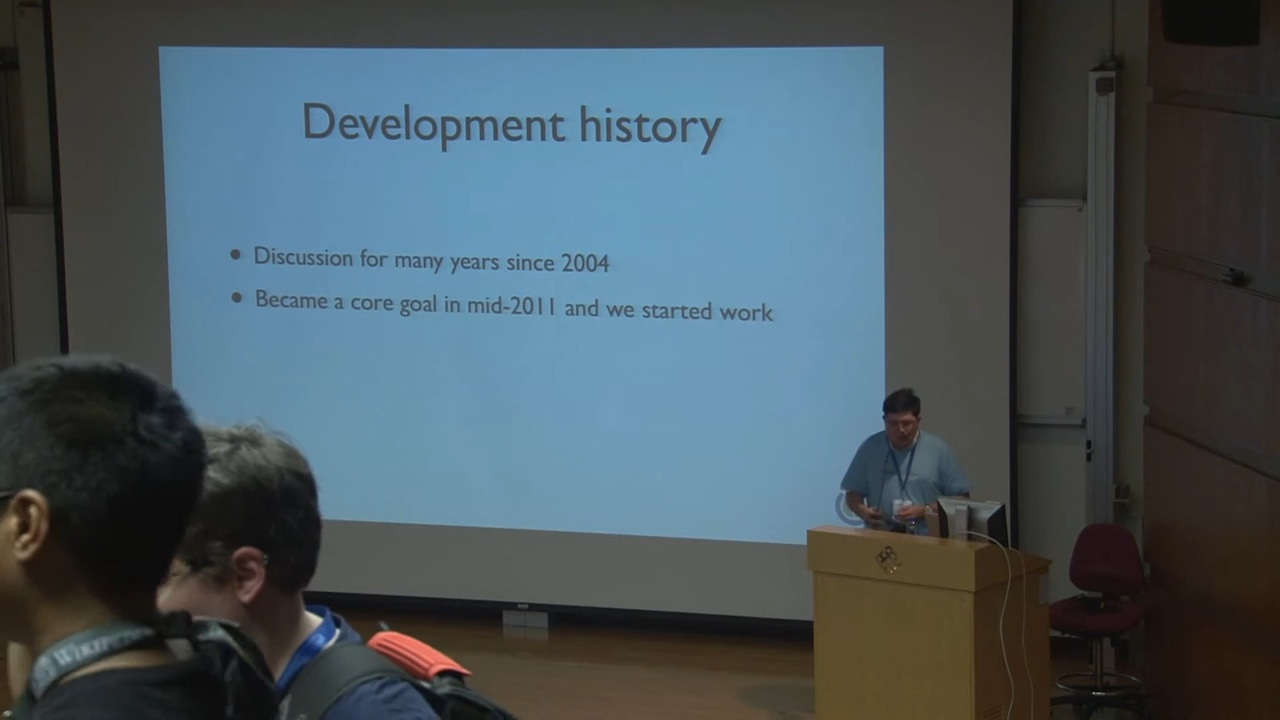 Development history
• Discussion for many years since 2004
• Became a core goal in mid-2011 and we started work